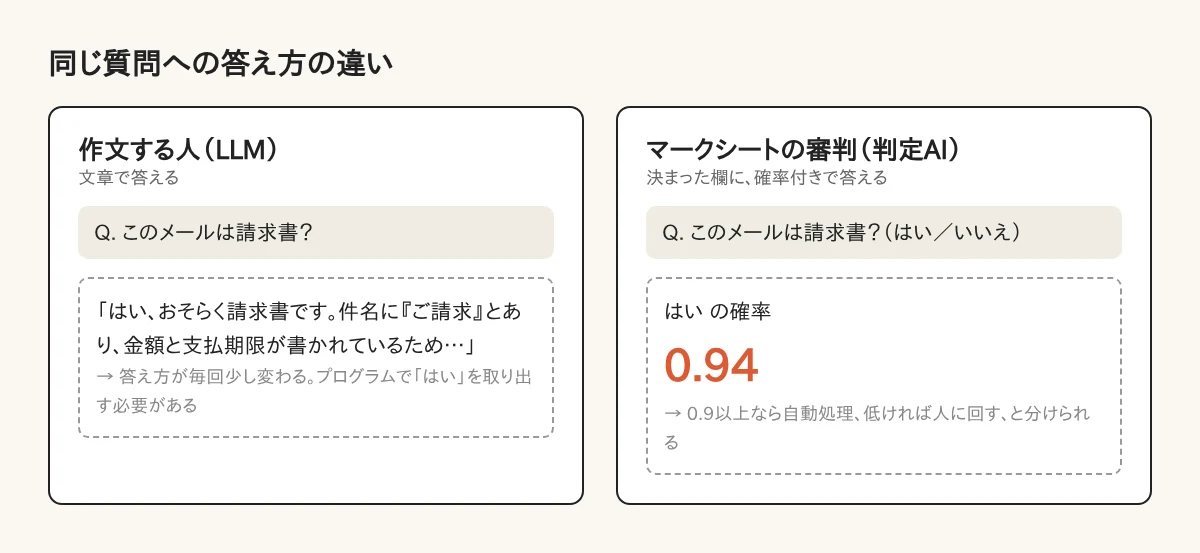 同じ質問への答え方の違い
作文する人（LLM）
文章で答える
Q. このメールは請求書？
「はい、おそらく請求書です。件名に『ご請求』とあ
り、金額と支払期限が書かれているため…」
→ 答え方が毎回少し変わる。プログラムで「はい」を取り出
す必要がある
マークシートの審判（判定AI）
決まった欄に、確率付きで答える
Q. このメールは請求書？（はい／いいえ）
はい の確率
0.94
→ 0.9以上なら自動処理、低ければ人に回す、と分けられ
る